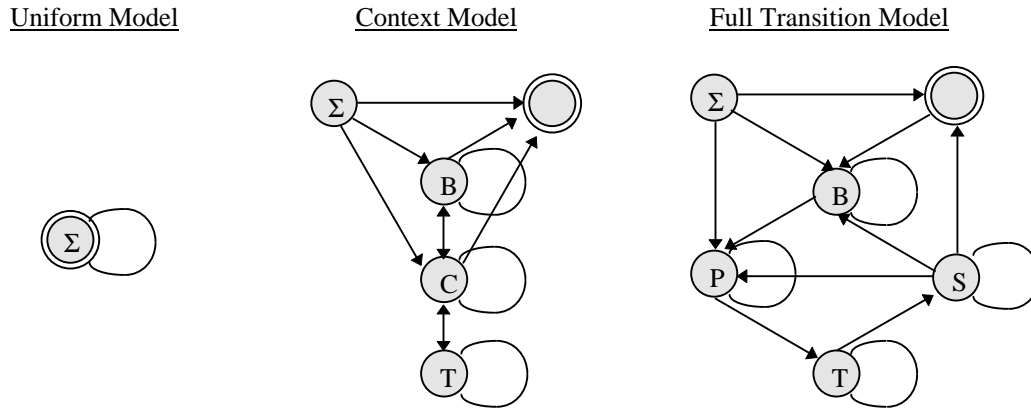 Uniform Model Context Model Full Transition Model
Σ Σ
B B
Σ C P S
T T